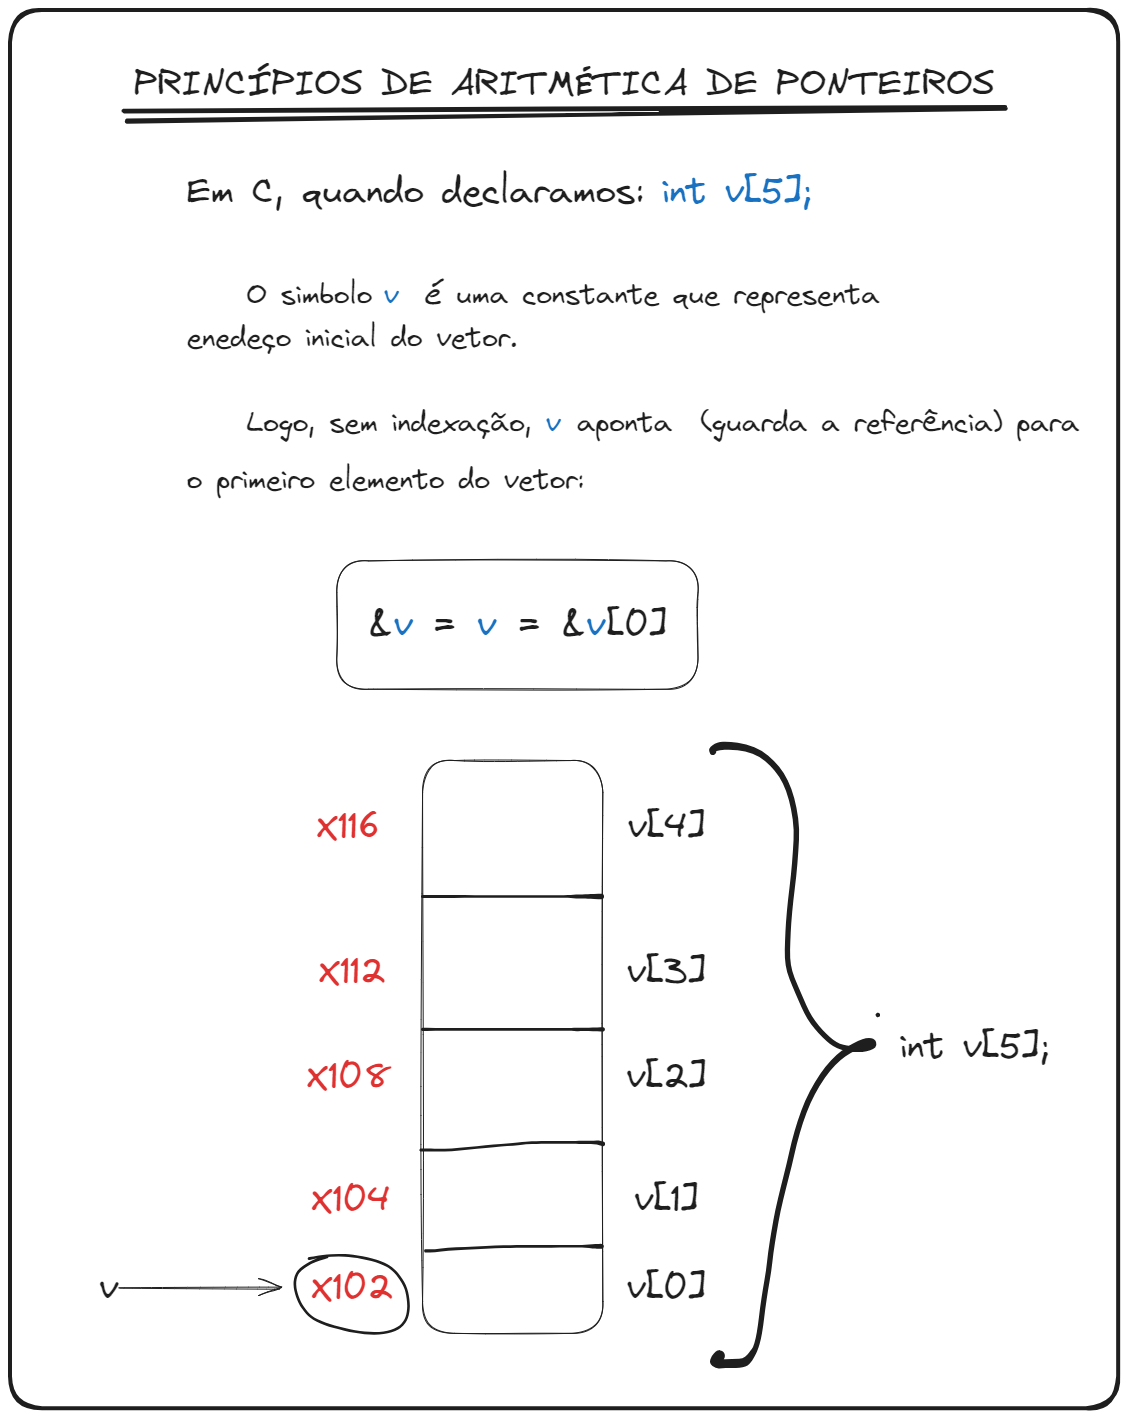 PRINCÍPIOS DE ARITMÉTICA DE PONTEIROS
Em C, quando declaramos: int v[5];
O simbolo v é uma constante que representa
enedeço inicial do vetor.
Logo, sem indexação, v aponta (guarda a referência) para
o primeiro elemento do vetor:
&v = v = &v[0]
x116 v[4]
x112 v[3]
int v[5];
x108 v[2]
x104 v[1]
v x102 v[0]